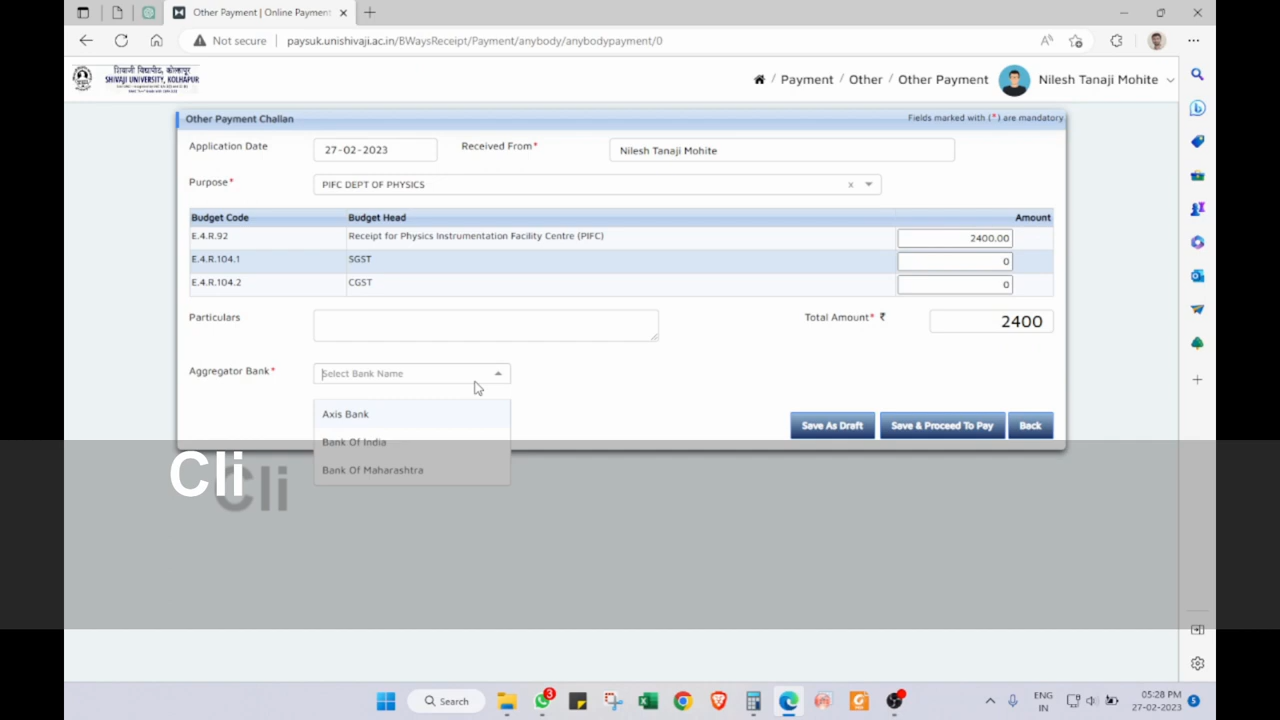 Other Payment | Online Payment
Not secure
paysuk.unishivaji.ac.in/BWaysReceipt/Payment/anybody/anybodypayment/0
शिवाजी विद्यापीठ, कोल्हापूर
SHIVAJI UNIVERSITY, KOLHAPUR
/ Payment / Other / Other Payment
Nilesh Tanaji Mohite
Other Payment Challan
Fields marked with (*) are mandatory
Application Date
27-02-2023
Received From*
Nilesh Tanaji Mohite
Purpose*
PIFC DEPT OF PHYSICS
x
Budget Code
Budget Head
Amount
E.4.R.92
Receipt for Physics Instrumentation Facility Centre (PIFC)
2400.00
E.4.R.104.1
SGST
0
E.4.R.104.2
CGST
0
Particulars
Total Amount* ₹
2400
Aggregator Bank*
Select Bank Name
Axis Bank
Bank Of India
Bank Of Maharashtra
Save As Draft
Save & Proceed To Pay
Back
Cli
Search
3
ENG
IN
05:28 PM
27-02-2023
5